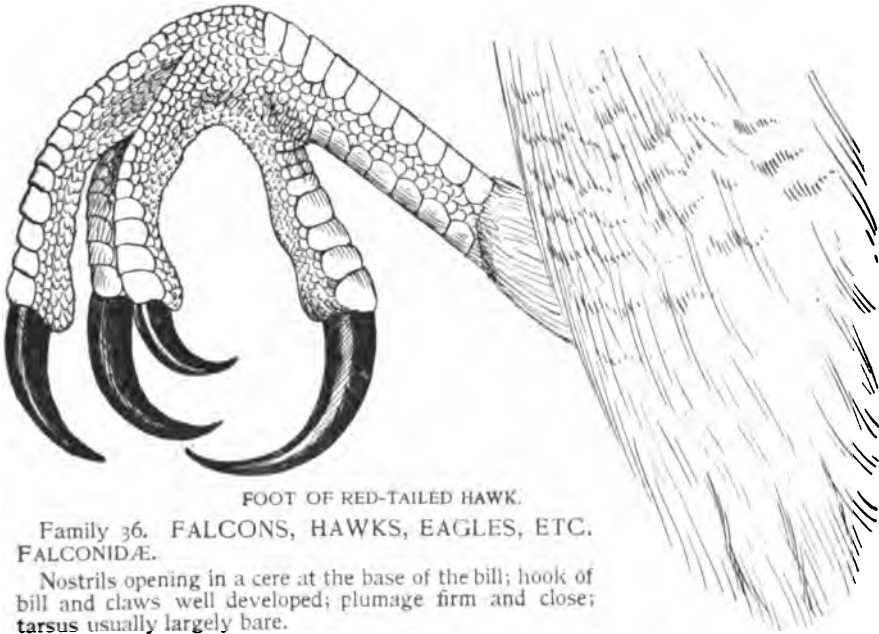 FOOT OF RED-TAILED HAWK.
Family 36. FALCONS, HAWKS, EAGLES, ETC.
FALCONIDÆ.
Nostrils opening in a cere at the base of the bill; hook of
bill and claws well developed; plumage firm and close;
tarsus usually largely bare.